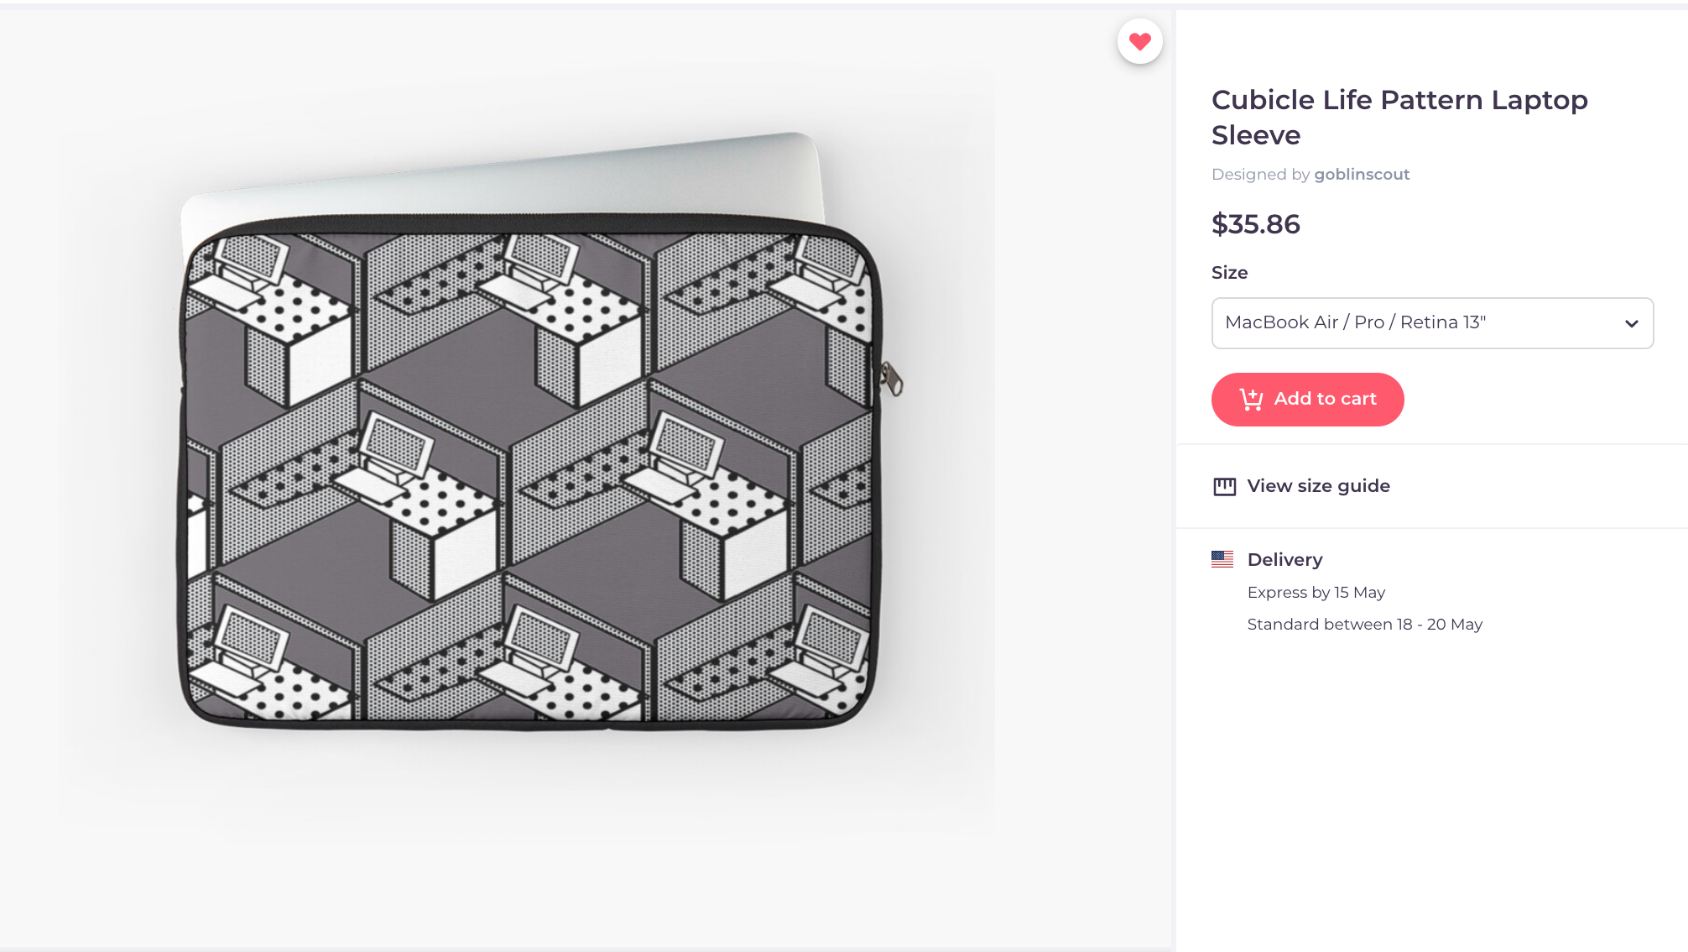 Cubicle Life Pattern Laptop
Sleeve
Designed by goblinscout
$35.86
Size
MacBook Air / Pro / Retina 13"
Add to cart
View size guide
Delivery
Express by 15 May
Standard between 18 - 20 May